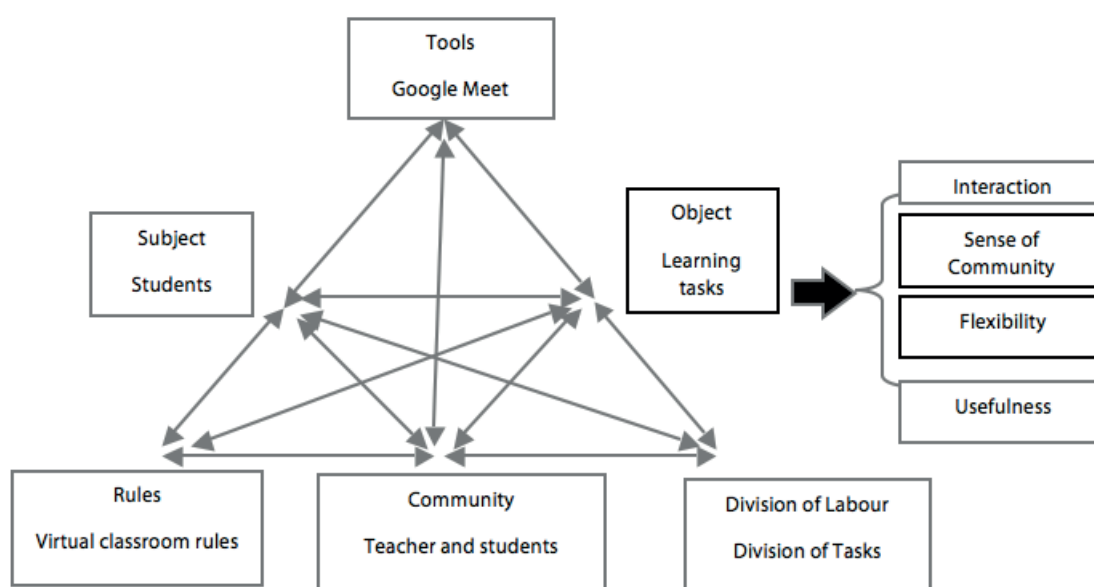 Tools
Google Meet
Subject
Students
Object
Learning
tasks
Interaction
Sense of
Community
Flexibility
Usefulness
Rules
Virtual classroom rules
Community
Teacher and students
Division of Labour
Division of Tasks